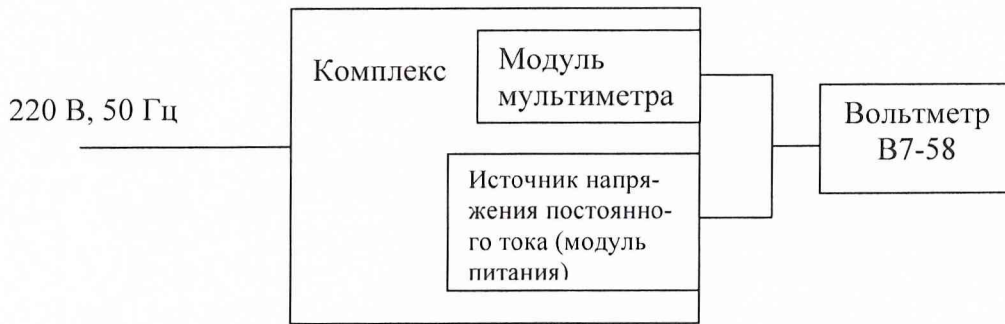 220 В, 50 Гц
Комплекс
Модуль
мультиметра
Источник напря-
жения постоянно-
го тока (модуль
питания)
Вольтметр
В7-58